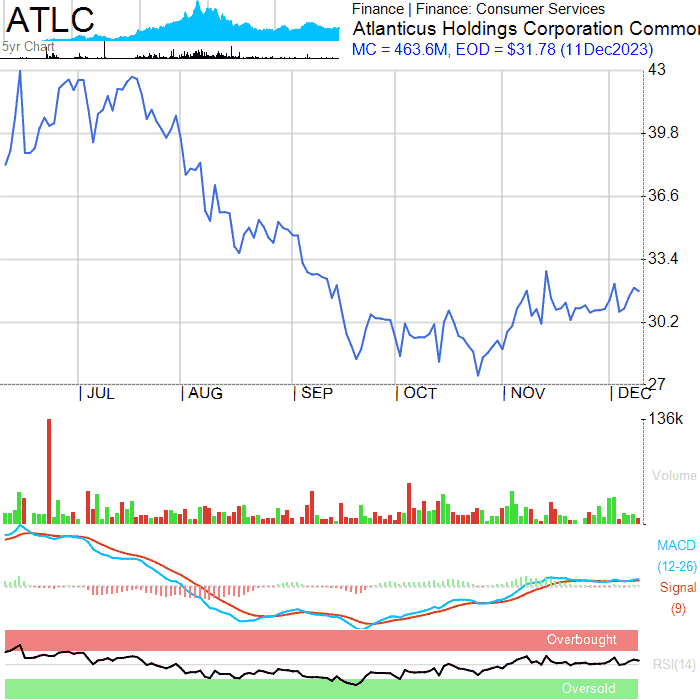 ATLC
5yr Chart
Finance | Finance: Consumer Services
Atlanticus Holdings Corporation Commo
MC = 463.6M, EOD = $31.78 (11Dec2023)
43
39.8
36.6
33.4
30.2
27
JUL AUG SEP OCT NOV DEC
136k
Volume
MACD
(12-26)
Signal
(9)
Overbought
RSI(14)
Oversold